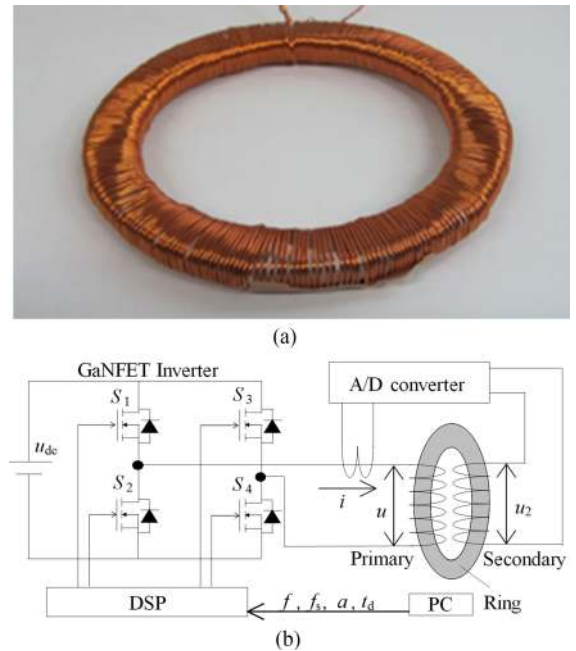 (a)
GaNFET Inverter
A/D converter
S1
S3
udc
S2
S4
i
u
u2
Primary
Secondary
DSP
f , fs, a, td
PC
Ring
(b)